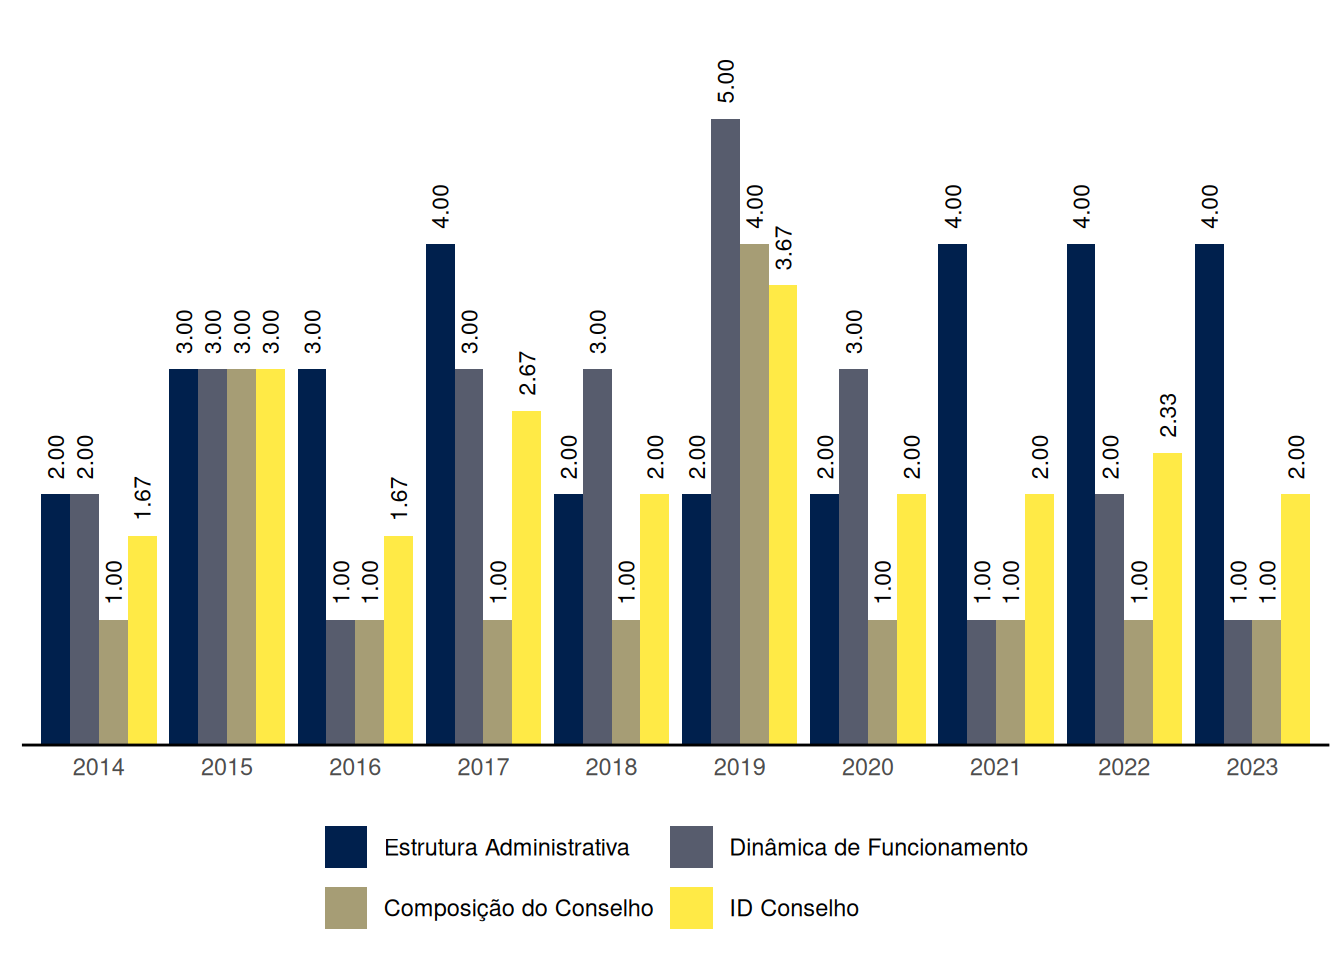 5.00
4.00 4.00 4.00 4.00 4.00
3.67
3.00 3.00 3.00 3.00 3.00 3.00 3.00 3.00
2.67
2.33
2.00 2.00 2.00 2.00 2.00 2.00 2.00 2.00 2.00 2.00
1.67 1.67
1.00 1.00 1.00 1.00 1.00 1.00 1.00 1.00 1.00 1.00 1.00
2014 2015 2016 2017 2018 2019 2020 2021 2022 2023
Estrutura Administrativa Dinâmica de Funcionamento
Composição do Conselho ID Conselho